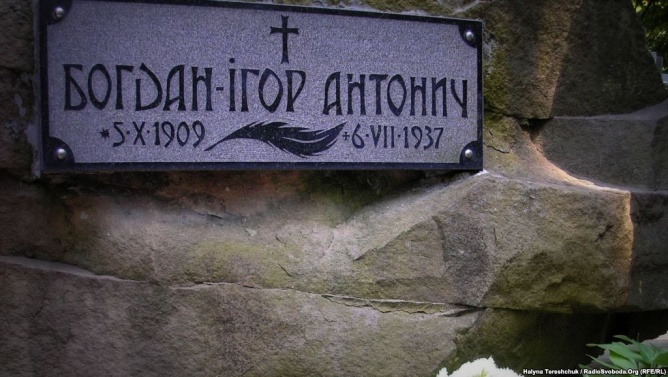 БОГДАН-ІГОР АНТОНИЧ
*5·X·1909 +6·VII·1937
Halyna Tereshchuk / RadioSvoboda.Org (RFE/RL)